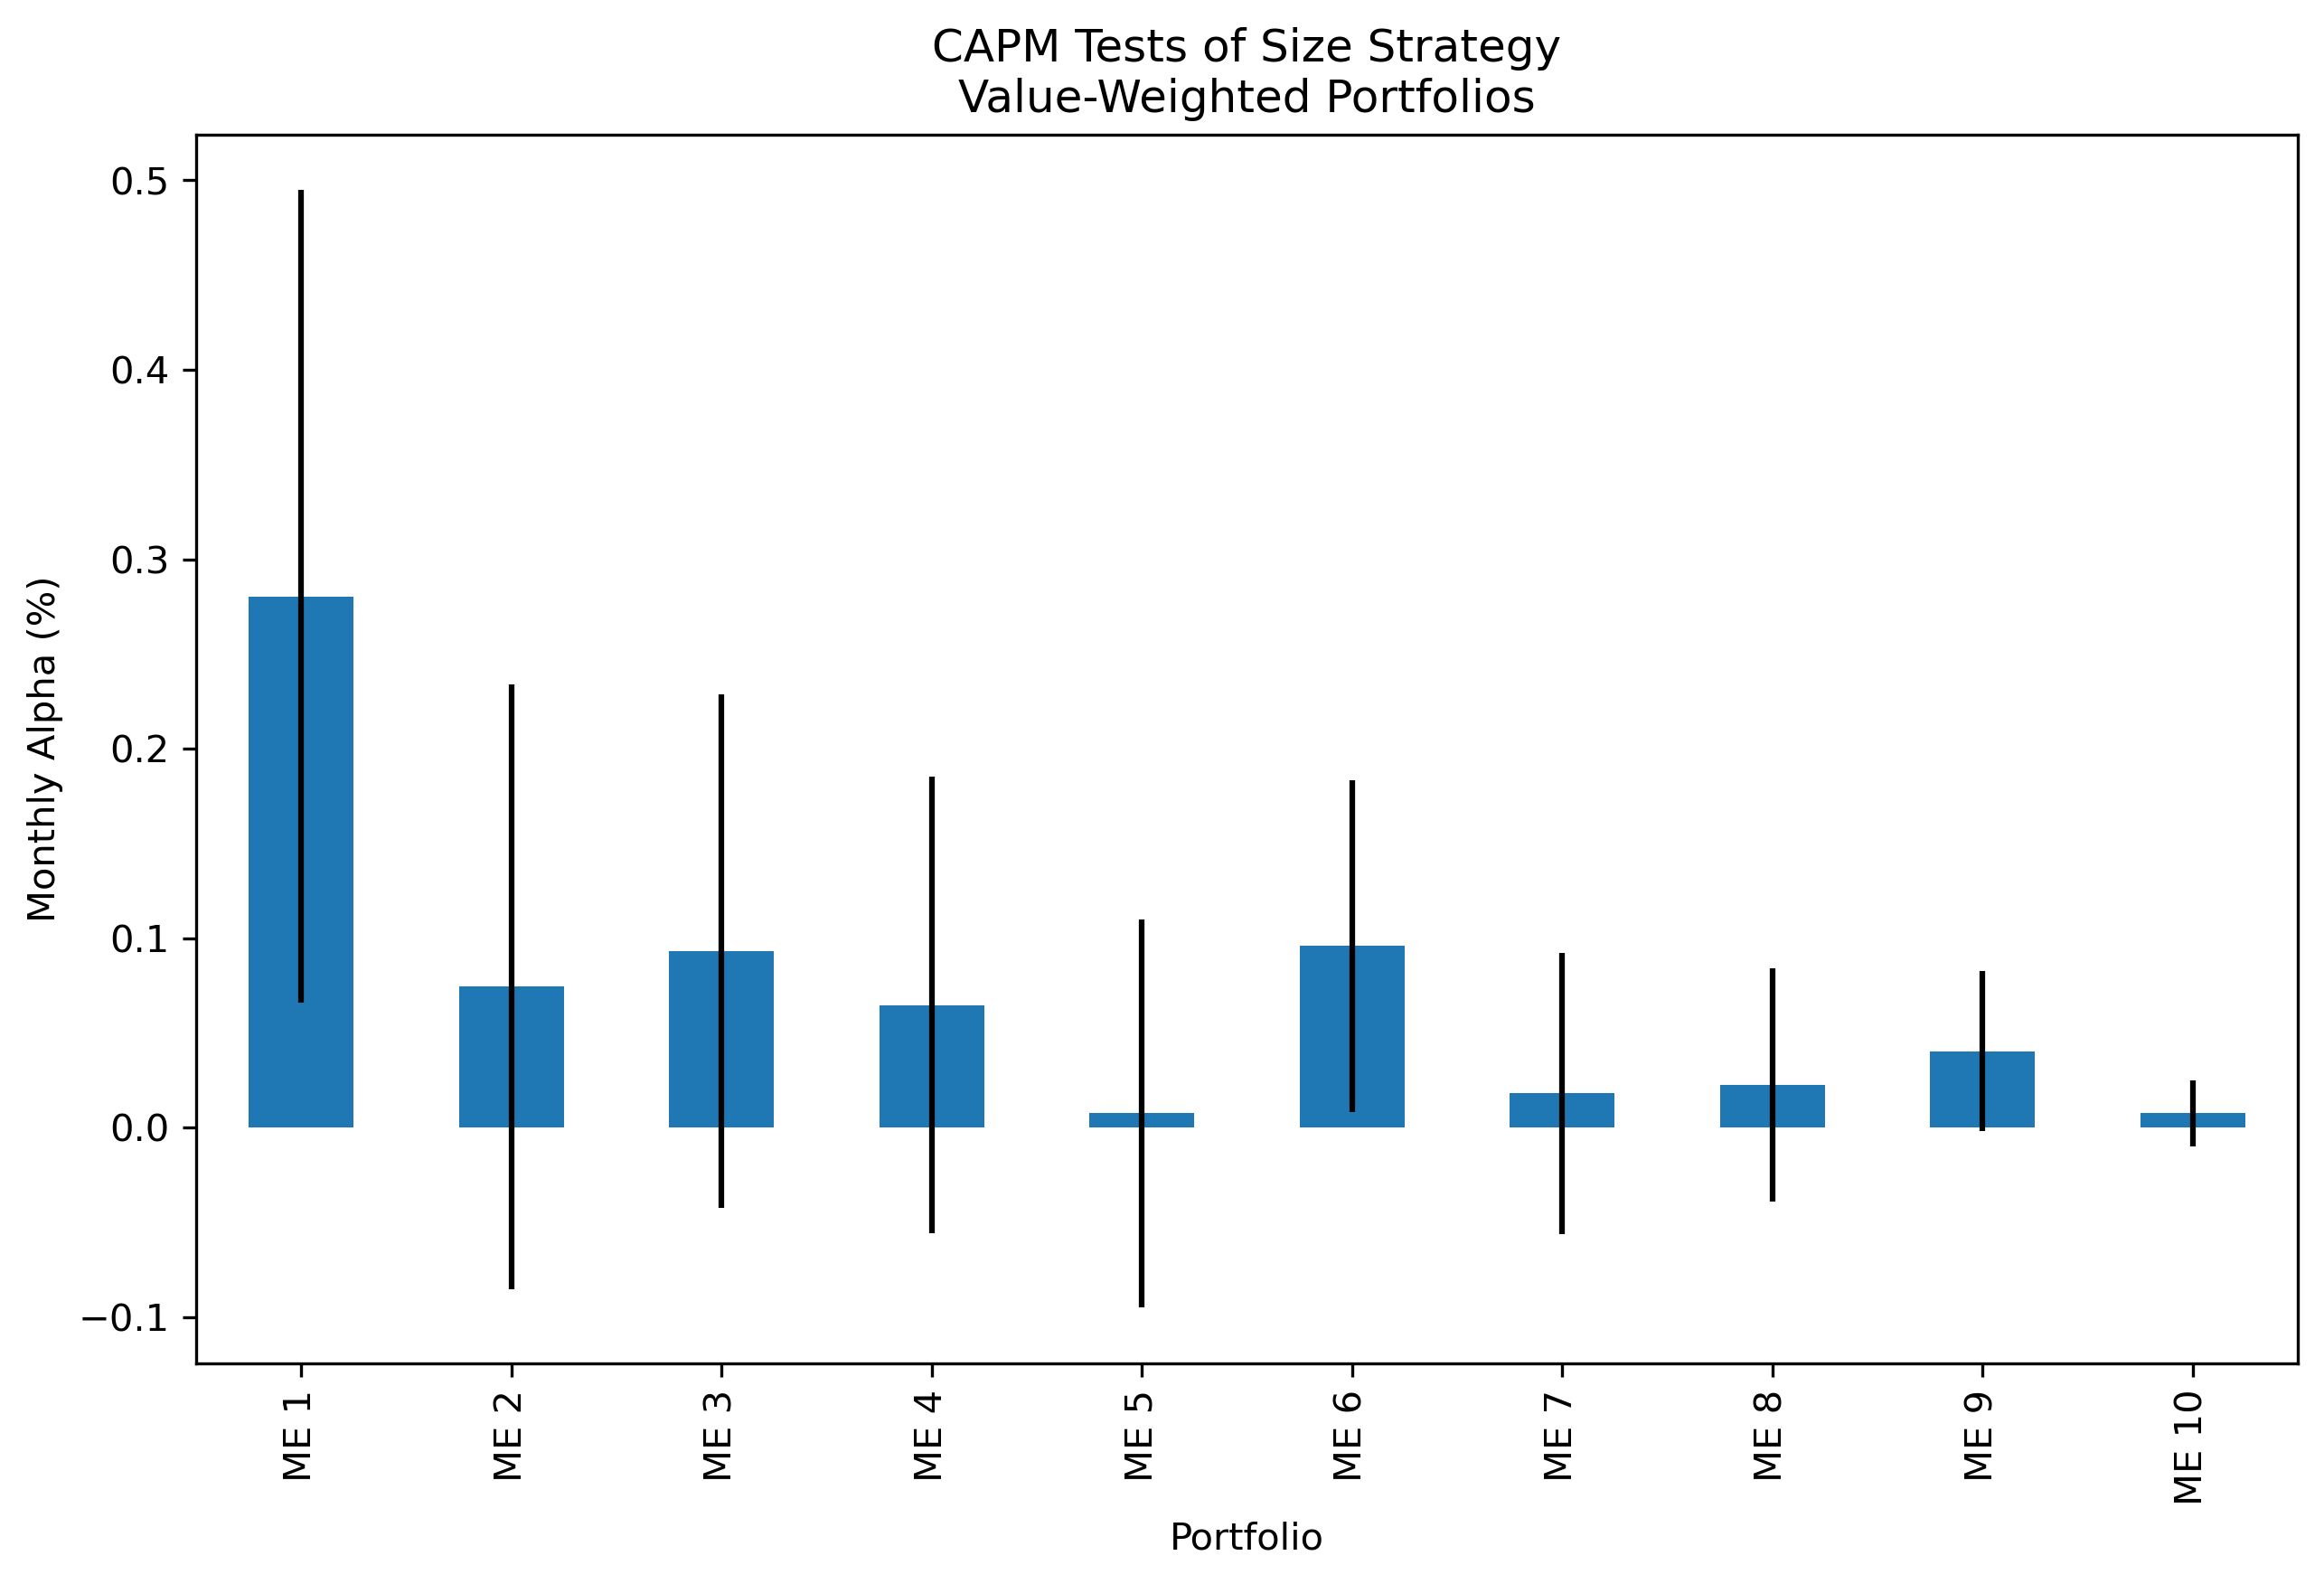 CAPM Tests of Size Strategy
Value-Weighted Portfolios
Monthly Alpha (%)
0.5
0.4
0.3
0.2
0.1
0.0
−0.1
ME 1
ME 2
ME 3
ME 4
ME 5
ME 6
ME 7
ME 8
ME 9
ME 10
Portfolio